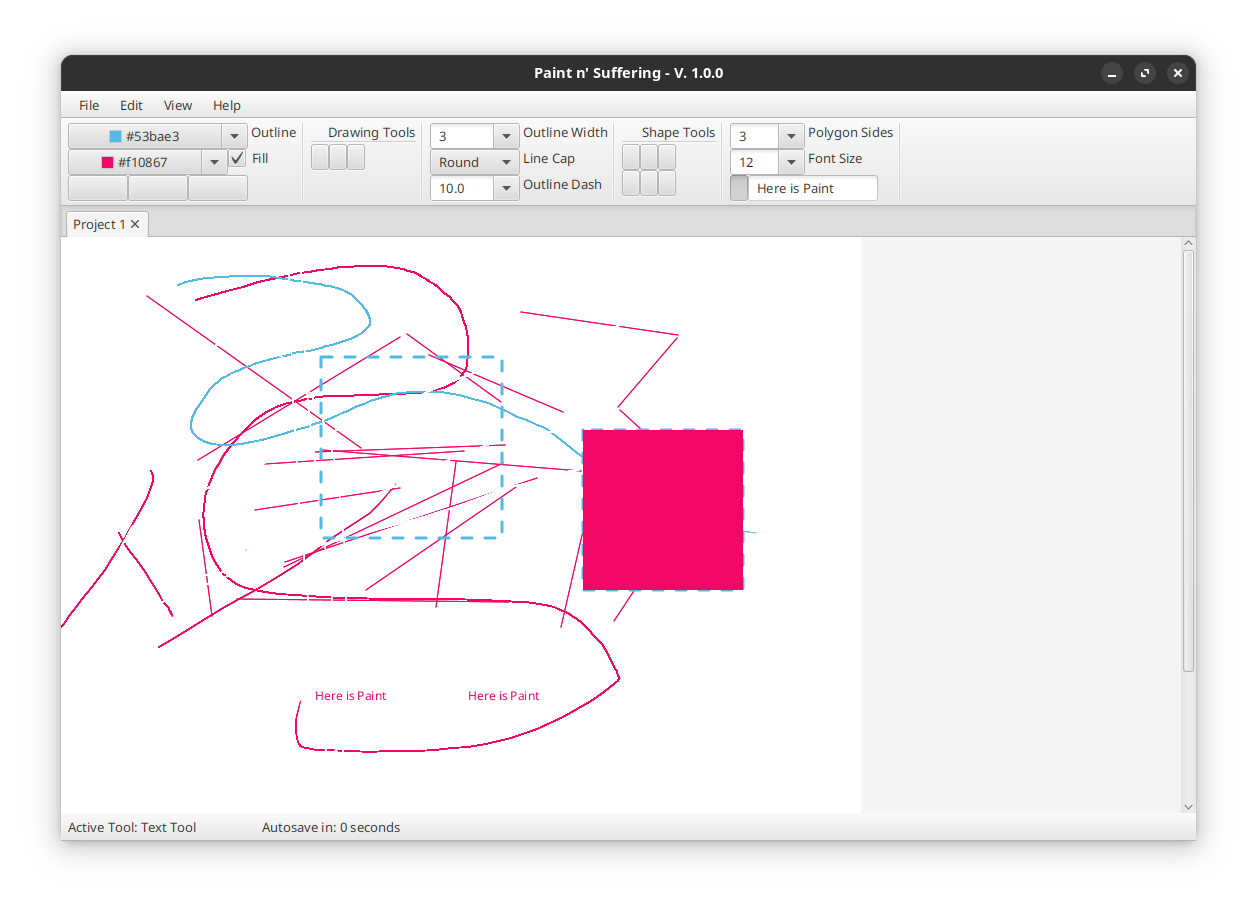 Paint n' Suffering - V. 1.0.0
File Edit View Help
#53bae3 Outline Drawing Tools 3 Outline Width Shape Tools 3 Polygon Sides
#f10867 Fill Round Line Cap 12 Font Size
10.0 Outline Dash Here is Paint
Project 1
Here is Paint Here is Paint
Active Tool: Text Tool Autosave in: 0 seconds